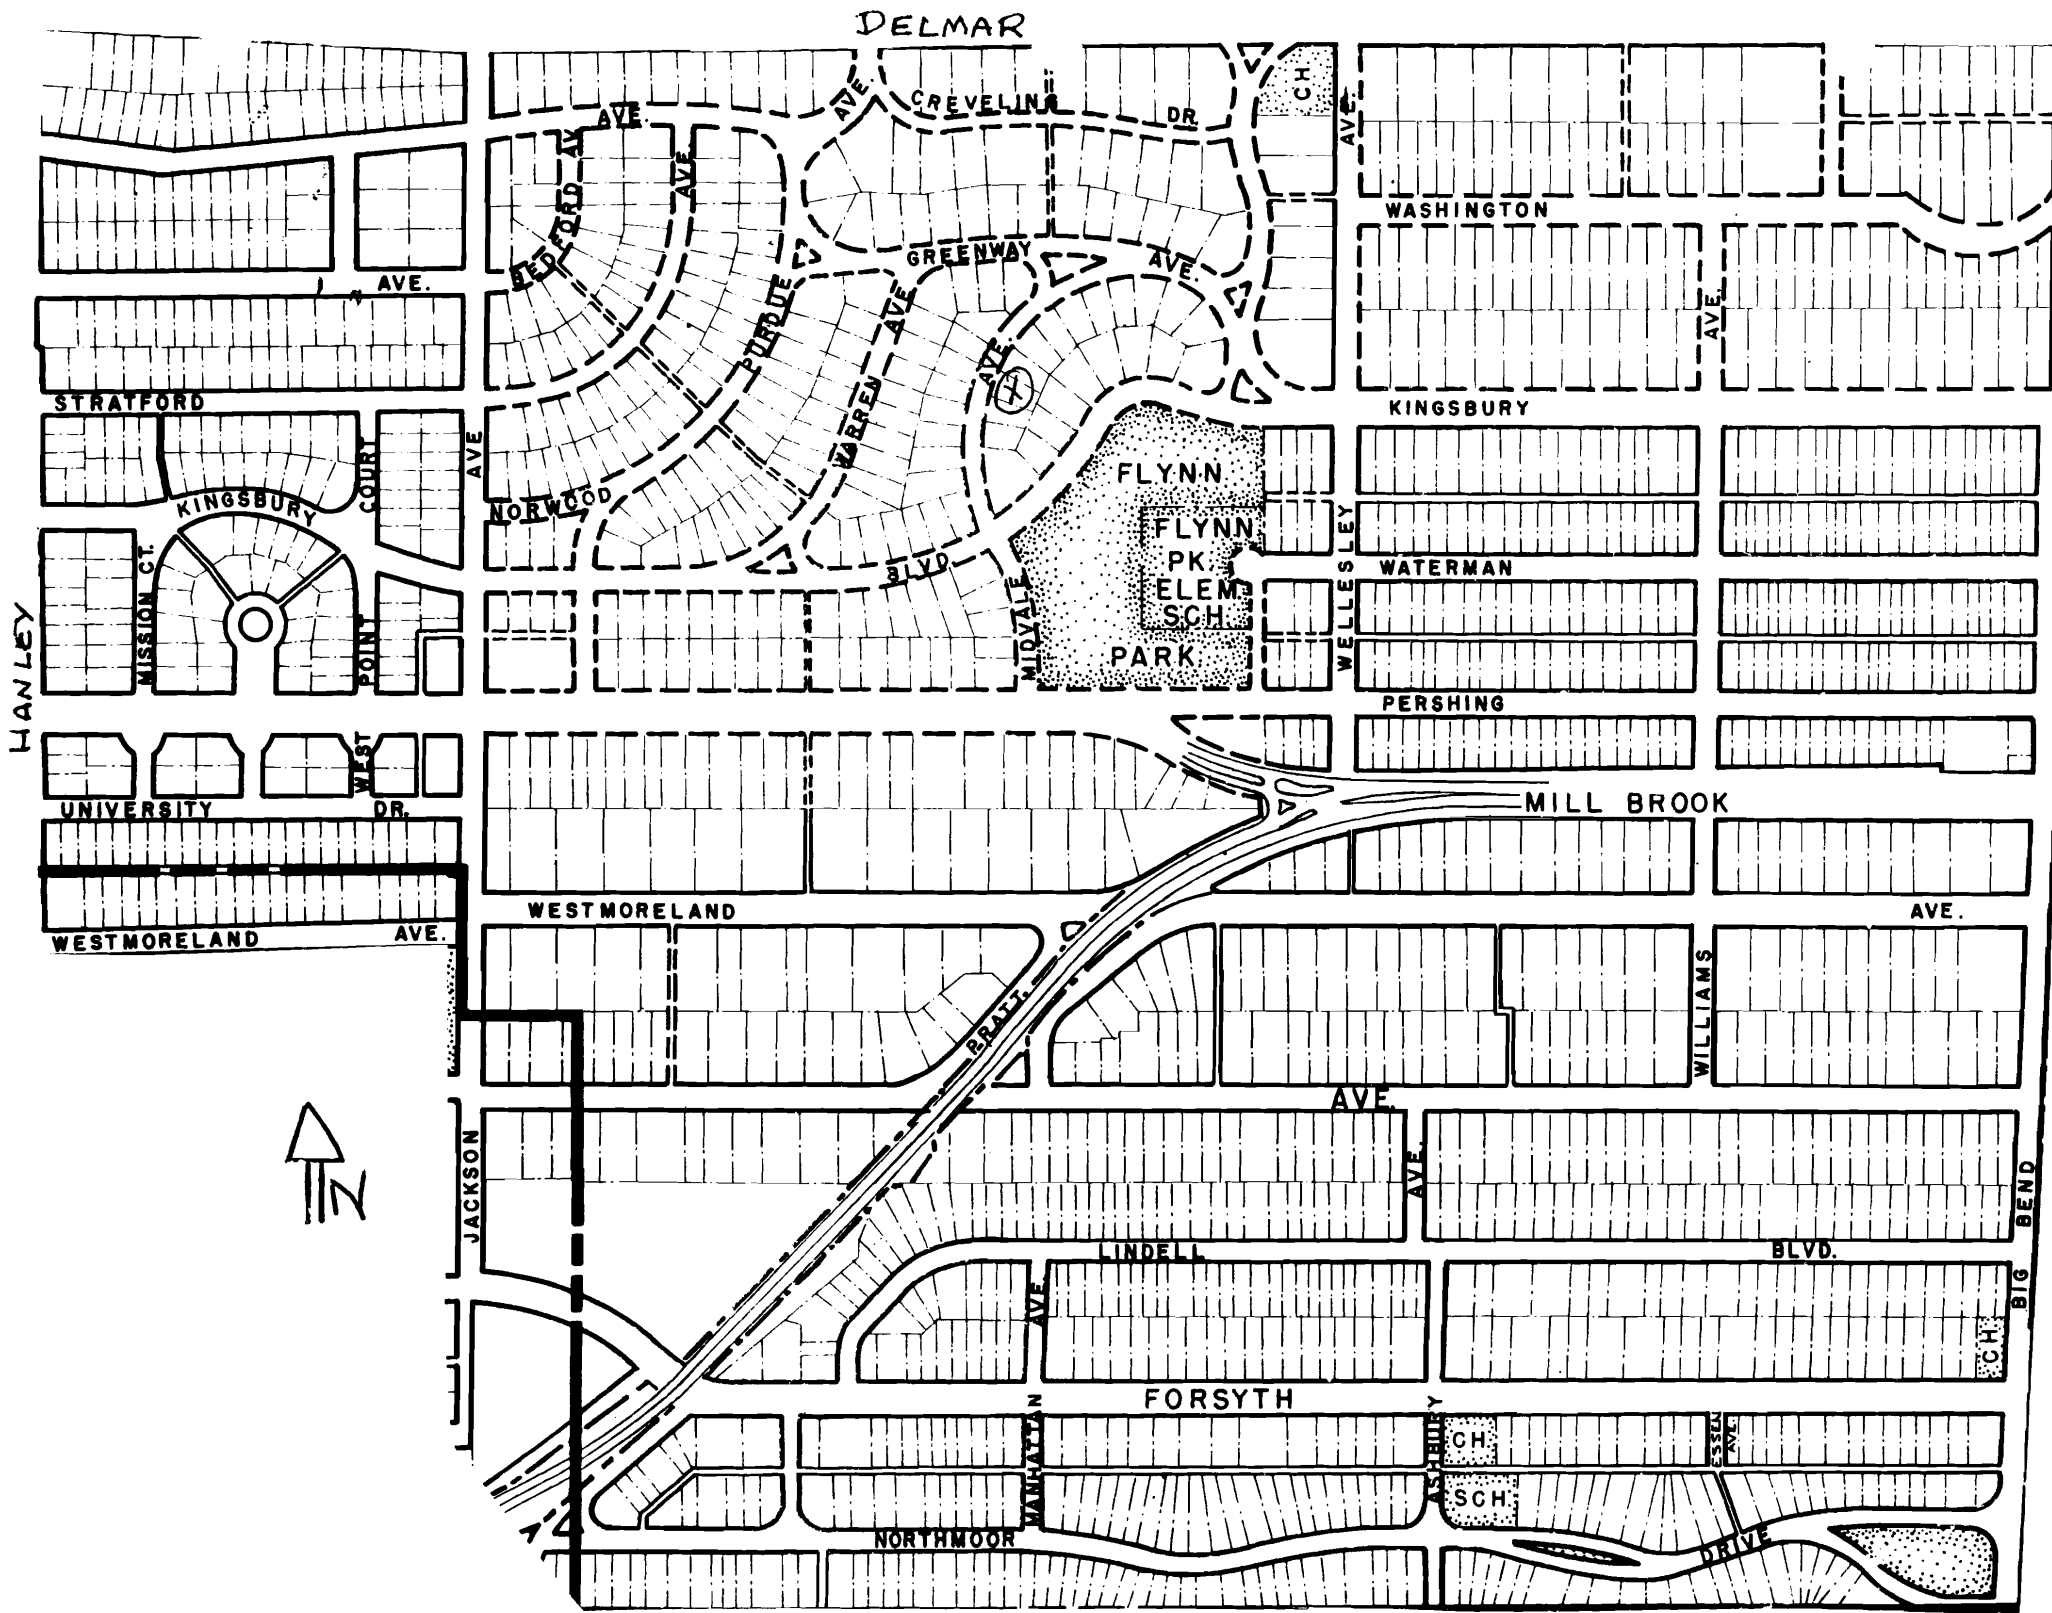 DELMAR
CREVELING
DR
AVE.
CH
AVE.
AVE.
FORD AV
AVE
BED
WASHINGTON
GREENWAY
AVE.
AVE.
PURDUE
AVE
AVE.
AVE.
STRATFORD
KINGSBURY
WARREN
COURT
AVE
KINGSBURY
NORWOOD
FLYNN
FLYNN
PK
ELEM
SCH.
PARK
WELLESLEY
WATERMAN
BLVD
MIDVALE
HANLEY
MISSION CT.
POINT
WEST
PERSHING
UNIVERSITY
DR.
MILL BROOK
WESTMORELAND
AVE.
WESTMORELAND
AVE.
PRATT.
WILLIAMS
AVE.
N
JACKSON
AVE.
BIG BEND
LINDELL
BLVD.
AVE
CH
FORSYTH
MANHATTAN
ASHBURY
CH.
ESSEN
AVE.
SCH.
NORTHMOOR
DRIVE